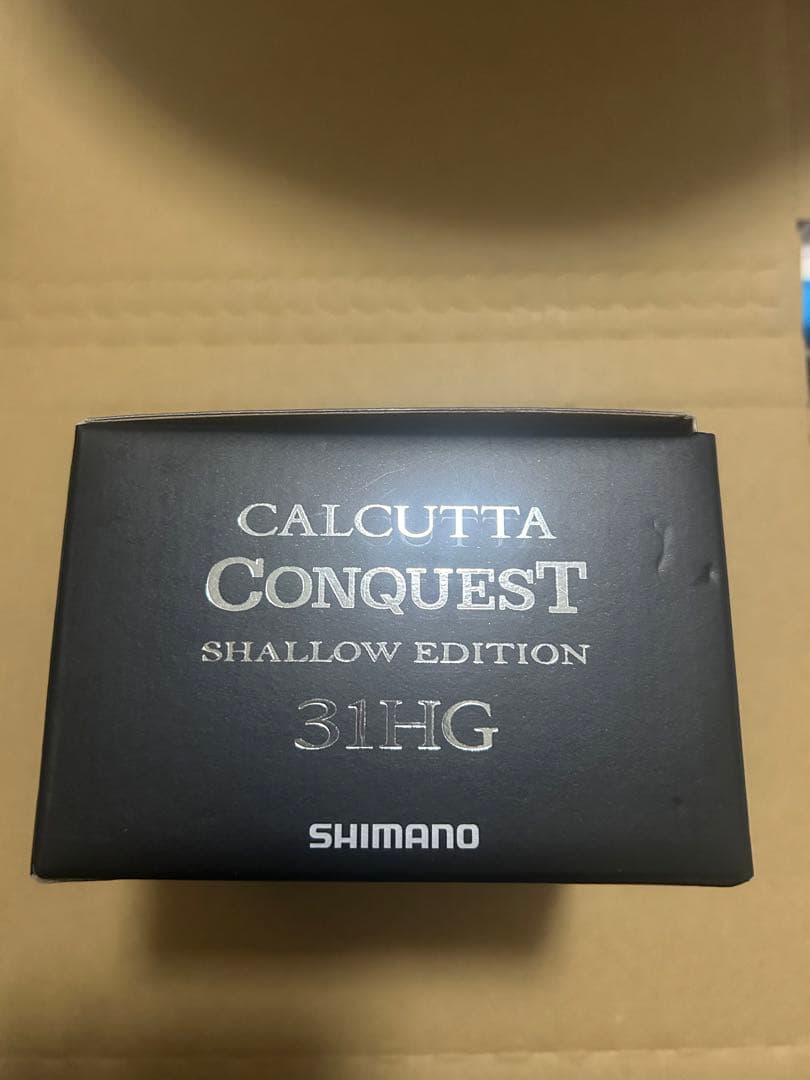 CALCUTTA
CONQUEST
SHALLOW EDITION
31HG
SHIMANO